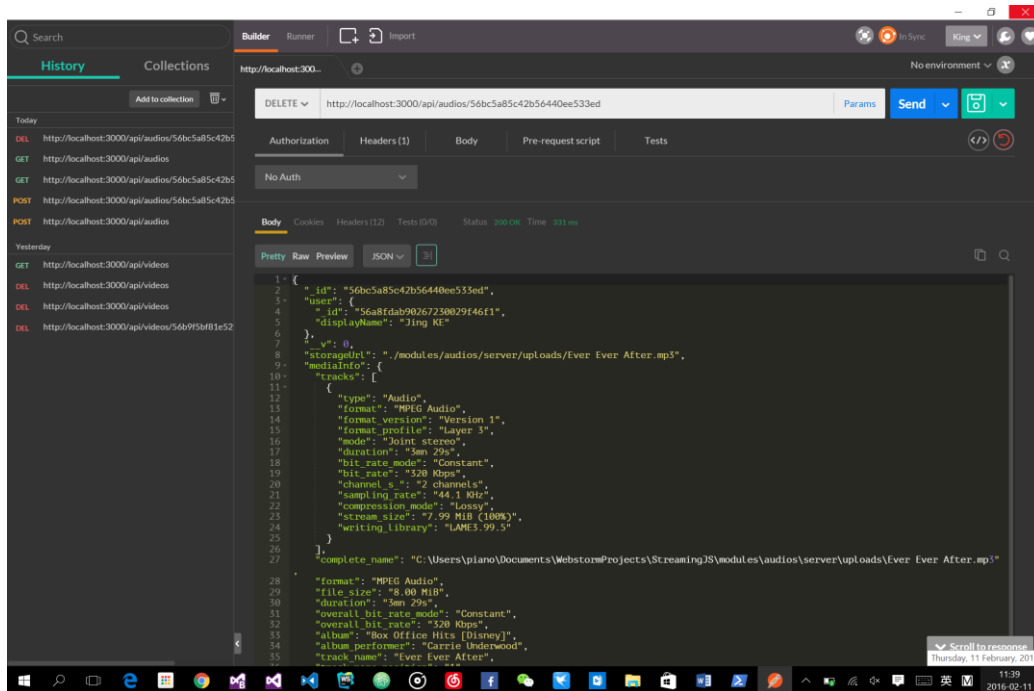 Search
Builder Runner Import In Sync King
History Collections
http://localhost:300... No environment
Add to collection
DELETE http://localhost:3000/api/audios/56bc5a85c42b56440ee533ed Params Send
Today
DEL http://localhost:3000/api/audios/56bc5a85c42b5
GET http://localhost:3000/api/audios
GET http://localhost:3000/api/audios/56bc5a85c42b5
POST http://localhost:3000/api/audios/56bc5a85c42b5
POST http://localhost:3000/api/audios
Yesterday
GET http://localhost:3000/api/videos
DEL http://localhost:3000/api/videos
DEL http://localhost:3000/api/videos
DEL http://localhost:3000/api/videos/56b9f5bf81e52
Authorization Headers (1) Body Pre-request script Tests
No Auth
Body Cookies Headers (12) Tests (0/0) Status 200 OK Time 331 ms
Pretty Raw Preview JSON
1 {
2 "_id": "56bc5a85c42b56440ee533ed",
3 "user": {
4 "_id": "56a8fdab90267230029f46f1",
5 "displayName": "Jing KE"
6 },
7 "__v": 0,
8 "storageUrl": "./modules/audios/server/uploads/Ever Ever After.mp3",
9 "mediaInfo": {
10 "tracks": [
11 {
12 "type": "Audio",
13 "format": "MPEG Audio",
14 "format_version": "Version 1",
15 "format_profile": "Layer 3",
16 "mode": "Joint stereo",
17 "duration": "3mn 29s",
18 "bit_rate_mode": "Constant",
19 "bit_rate": "320 Kbps",
20 "channel_s_": "2 channels",
21 "sampling_rate": "44.1 KHz",
22 "compression_mode": "Lossy",
23 "stream_size": "7.99 MiB (100%)",
24 "writing_library": "LAME3.99.5"
25 }
26 ],
27 "complete_name": "C:\Users\piano\Documents\WebstormProjects\StreamingJS\modules\audios\server\uploads\Ever Ever After.mp3"
,
28 "format": "MPEG Audio",
29 "file_size": "8.00 MiB",
30 "duration": "3mn 29s",
31 "overall_bit_rate_mode": "Constant",
32 "overall_bit_rate": "320 Kbps",
33 "album": "Box Office Hits [Disney]",
34 "album_performer": "Carrie Underwood",
35 "track_name": "Ever Ever After",
Scroll to response
Thursday, 11 February, 201
英 M 11:39
2016-02-11